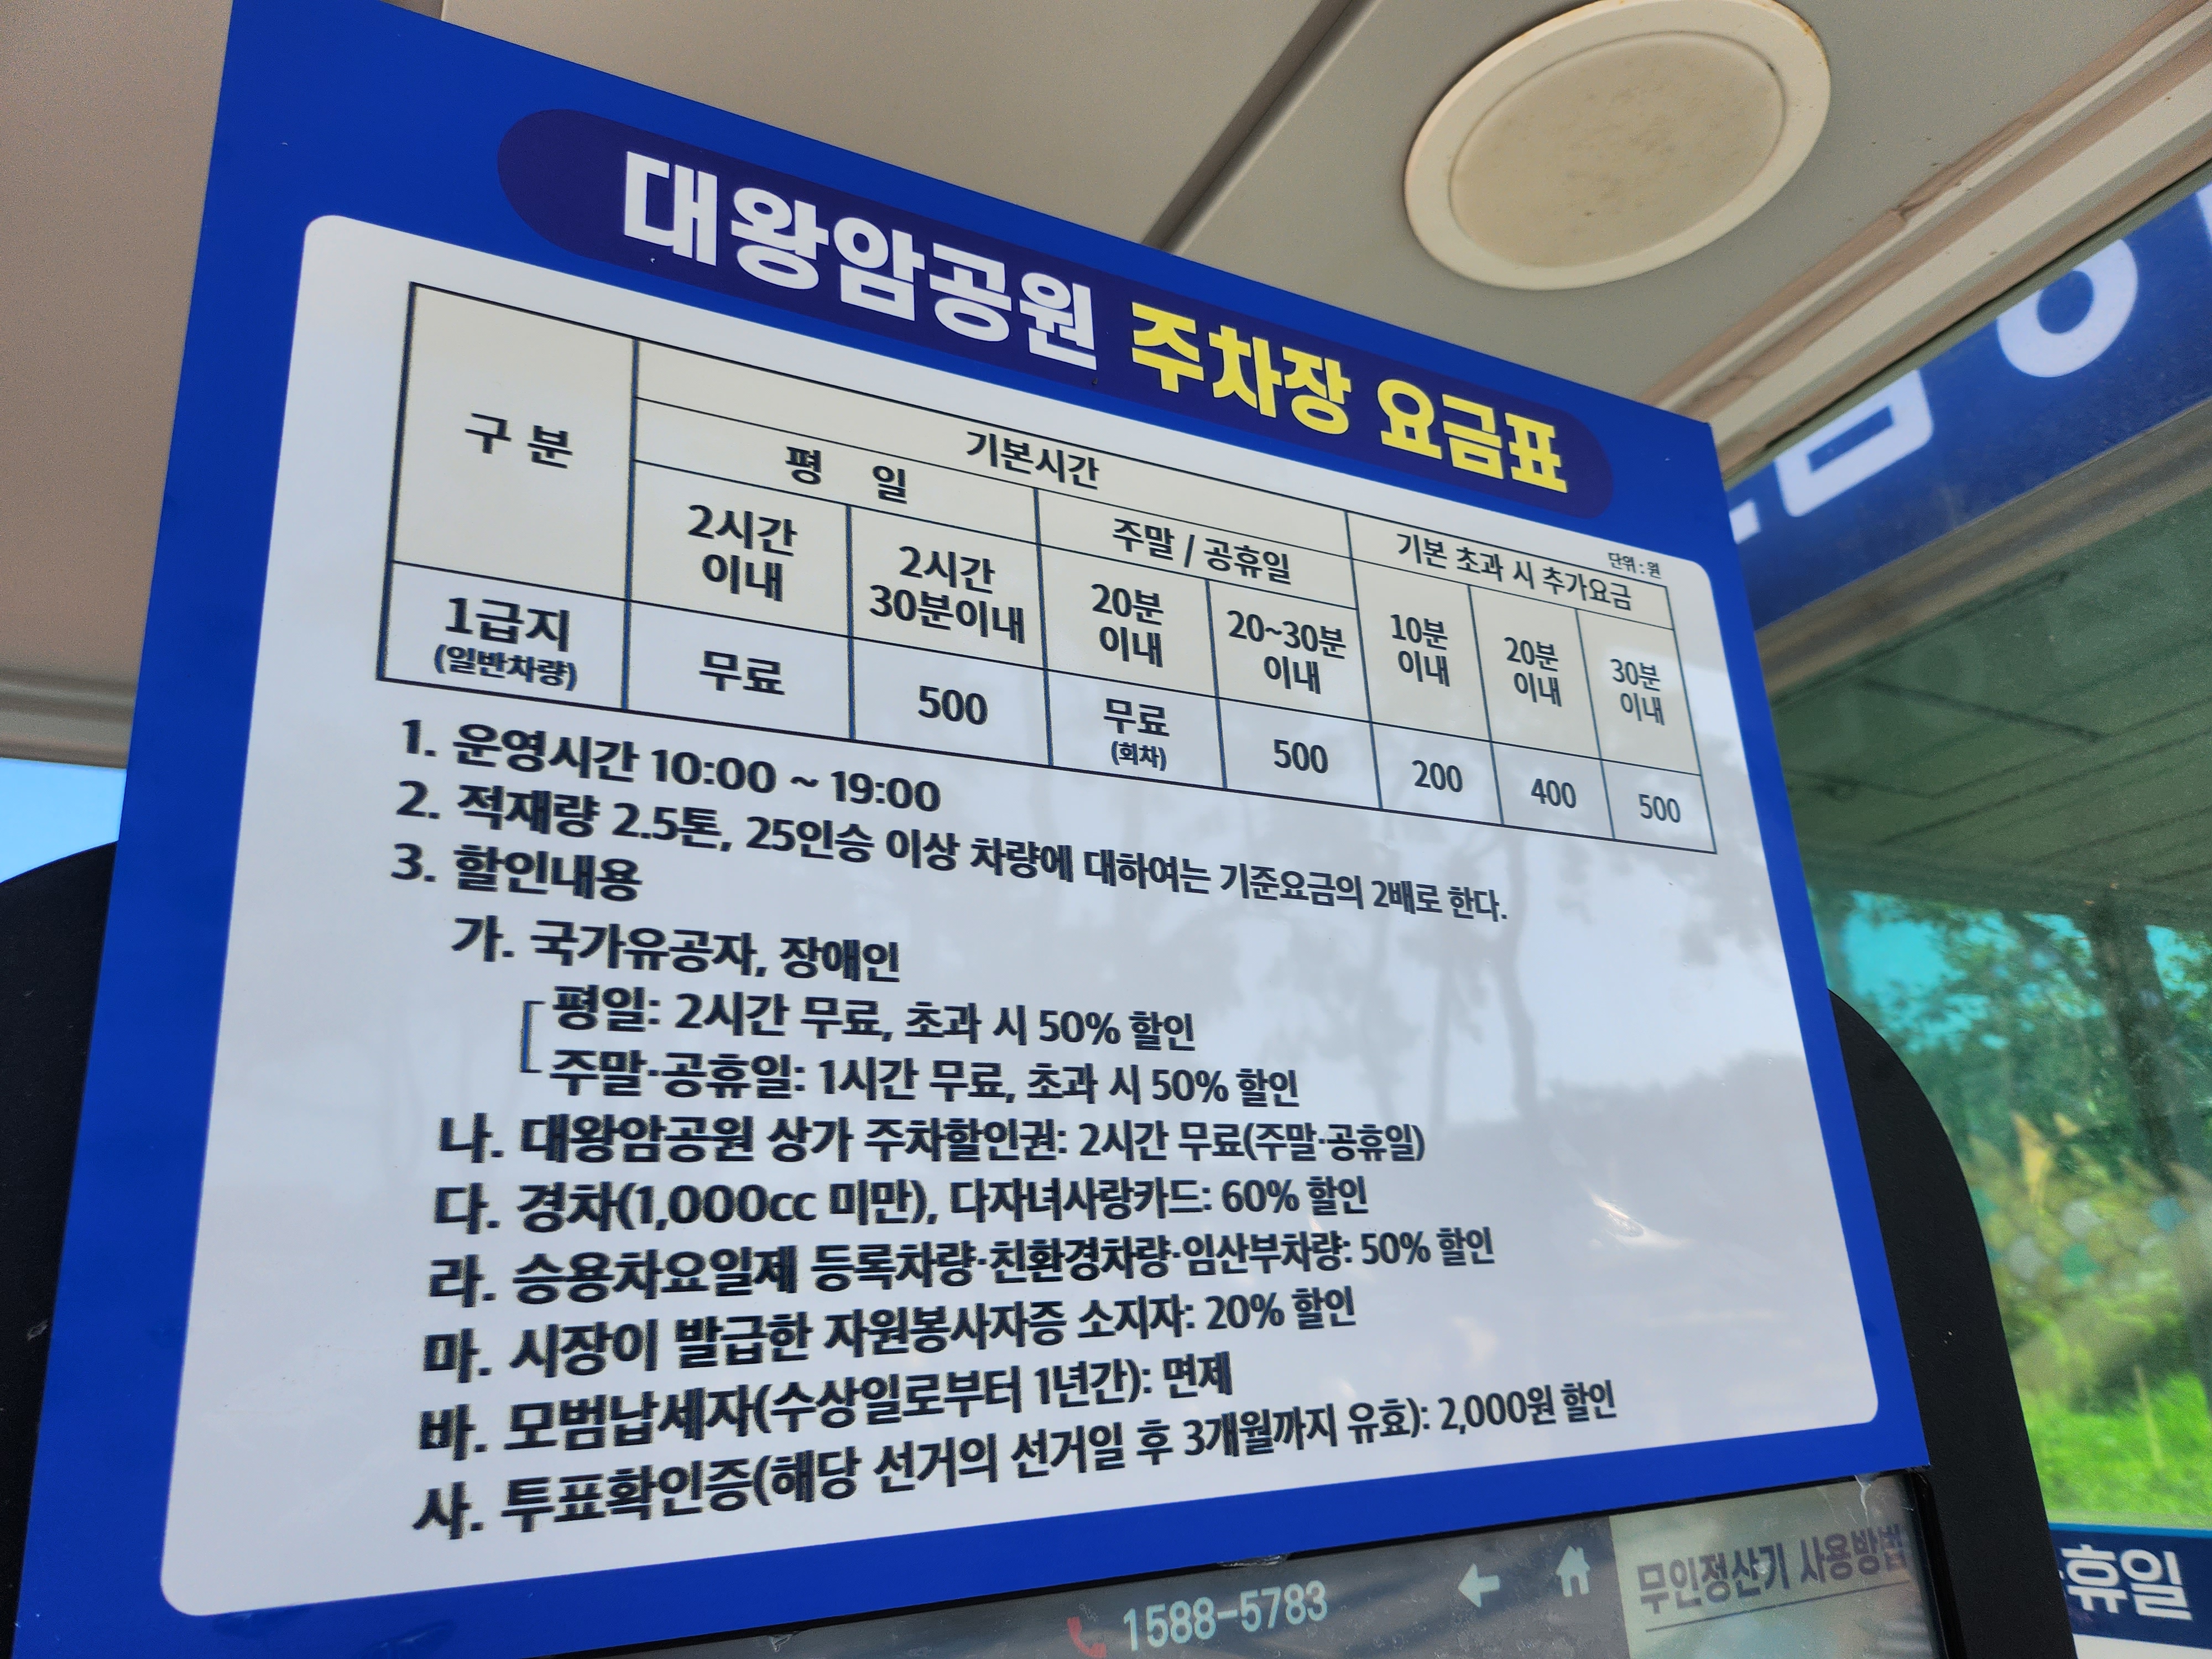 대왕암공원 주차장 요금표
단위 : 원
구 분
기본시간
기본 초과 시 추가요금
평 일
주말 / 공휴일
2시간
이내
2시간
30분이내
20분
이내
20~30분
이내
10분
이내
20분
이내
30분
이내
1급지
(일반차량)
무료
500
무료
(회차)
500
200
400
500
1. 운영시간 10:00 ~ 19:00
2. 적재량 2.5톤, 25인승 이상 차량에 대하여는 기준요금의 2배로 한다.
3. 할인내용
가. 국가유공자, 장애인
평일: 2시간 무료, 초과 시 50% 할인
주말·공휴일: 1시간 무료, 초과 시 50% 할인
나. 대왕암공원 상가 주차할인권: 2시간 무료(주말·공휴일)
다. 경차(1,000cc 미만), 다자녀사랑카드: 60% 할인
라. 승용차요일제 등록차량·친환경차량·임산부차량: 50% 할인
마. 시장이 발급한 자원봉사자증 소지자: 20% 할인
바. 모범납세자(수상일로부터 1년간): 면제
사. 투표확인증(해당 선거의 선거일 후 3개월까지 유효): 2,000원 할인
1588-5783
무인정산기 사용방법
휴일